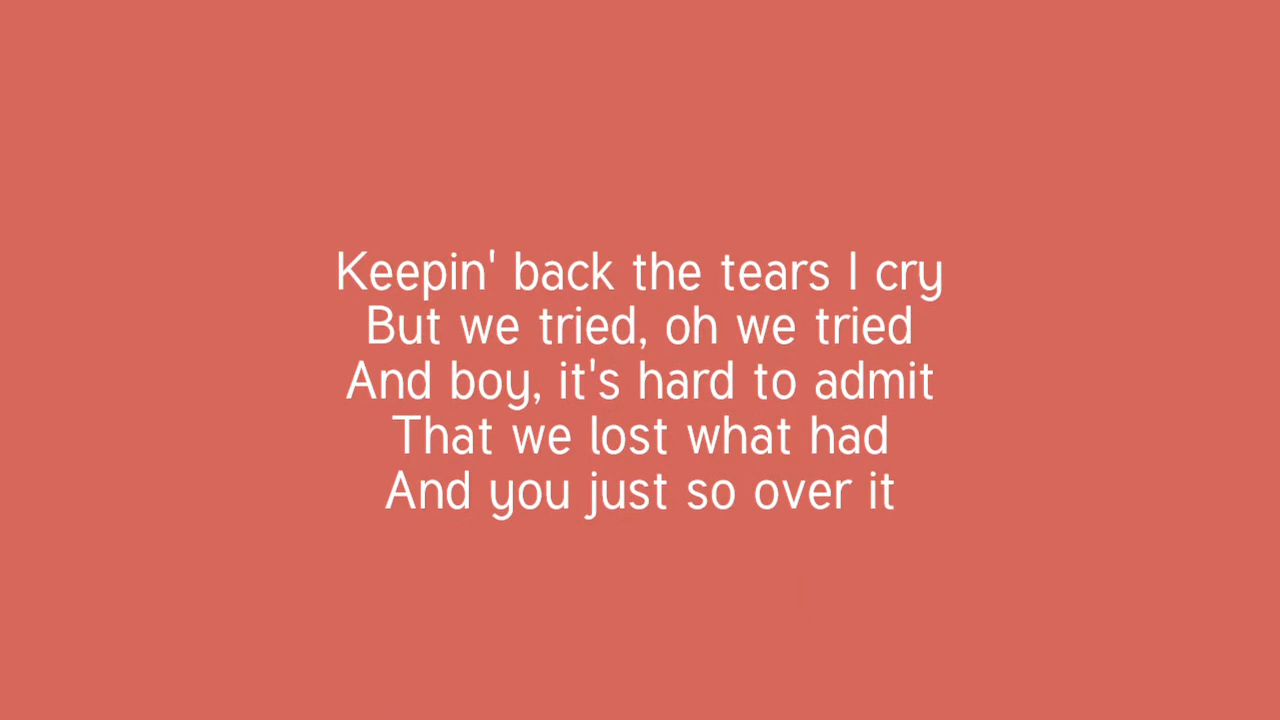 Keepin' back the tears I cry
But we tried, oh we tried
And boy, it's hard to admit
That we lost what had
And you just so over it